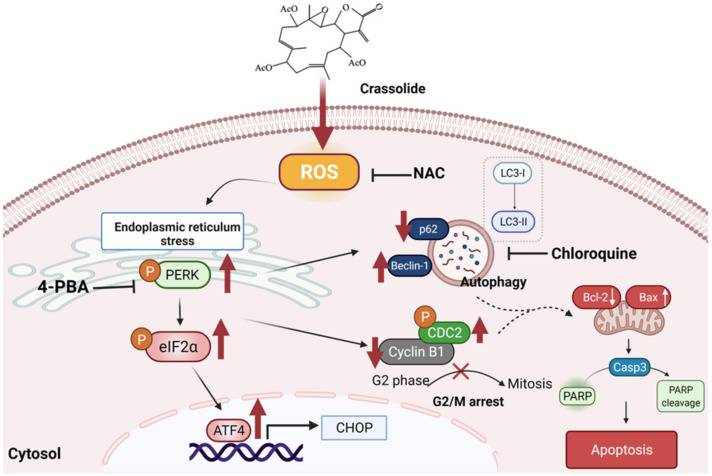 AcO
O
O
O
AcO
AcO
Crassolide
ROS
NAC
LC3-I
LC3-II
Endoplasmic reticulum
stress
p62
Beclin-1
Autophagy
Chloroquine
4-PBA
P
PERK
P
eIF2α
P
CDC2
Cyclin B1
G2 phase
Mitosis
G2/M arrest
Bcl-2
Bax
Casp3
PARP
PARP
cleavage
Apoptosis
ATF4
CHOP
Cytosol